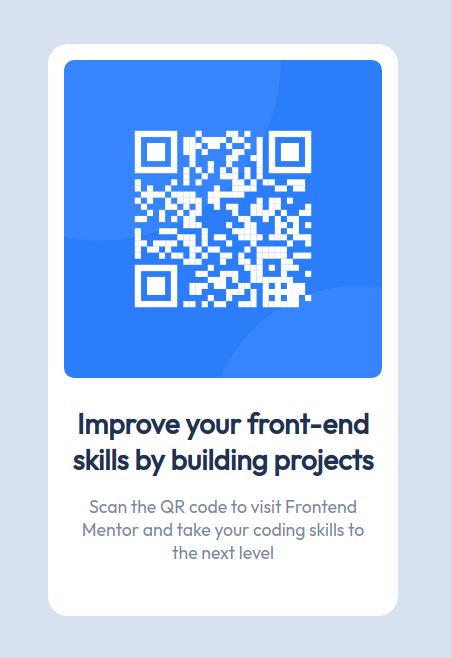 Improve your front-end
skills by building projects
Scan the QR code to visit Frontend
Mentor and take your coding skills to
the next level